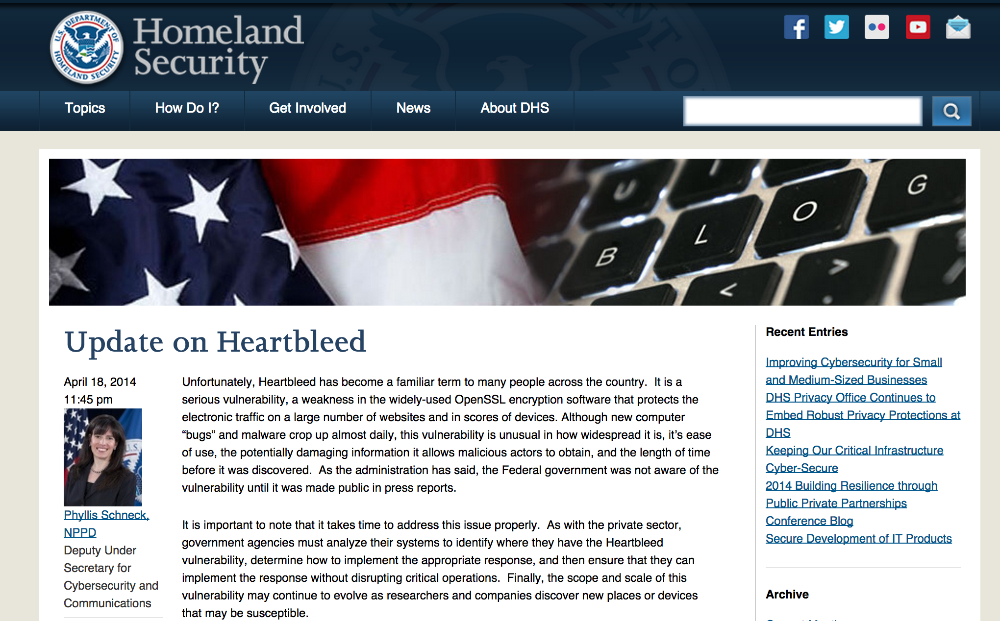 U.S. DEPARTMENT OF HOMELAND SECURITY
Homeland
Security
Topics
How Do I?
Get Involved
News
About DHS
U
I
B
L
O
G
<
>
Update on Heartbleed
April 18, 2014
11:45 pm
U.S.
Phyllis Schneck,
NPPD
Deputy Under
Secretary for
Cybersecurity and
Communications
Unfortunately, Heartbleed has become a familiar term to many people across the country.  It is a
serious vulnerability, a weakness in the widely-used OpenSSL encryption software that protects the
electronic traffic on a large number of websites and in scores of devices. Although new computer
“bugs” and malware crop up almost daily, this vulnerability is unusual in how widespread it is, it’s ease
of use, the potentially damaging information it allows malicious actors to obtain, and the length of time
before it was discovered.  As the administration has said, the Federal government was not aware of the
vulnerability until it was made public in press reports.
It is important to note that it takes time to address this issue properly.  As with the private sector,
government agencies must analyze their systems to identify where they have the Heartbleed
vulnerability, determine how to implement the appropriate response, and then ensure that they can
implement the response without disrupting critical operations.  Finally, the scope and scale of this
vulnerability may continue to evolve as researchers and companies discover new places or devices
that may be susceptible.
Recent Entries
Improving Cybersecurity for Small
and Medium-Sized Businesses
DHS Privacy Office Continues to
Embed Robust Privacy Protections at
DHS
Keeping Our Critical Infrastructure
Cyber-Secure
2014 Building Resilience through
Public Private Partnerships
Conference Blog
Secure Development of IT Products
Archive